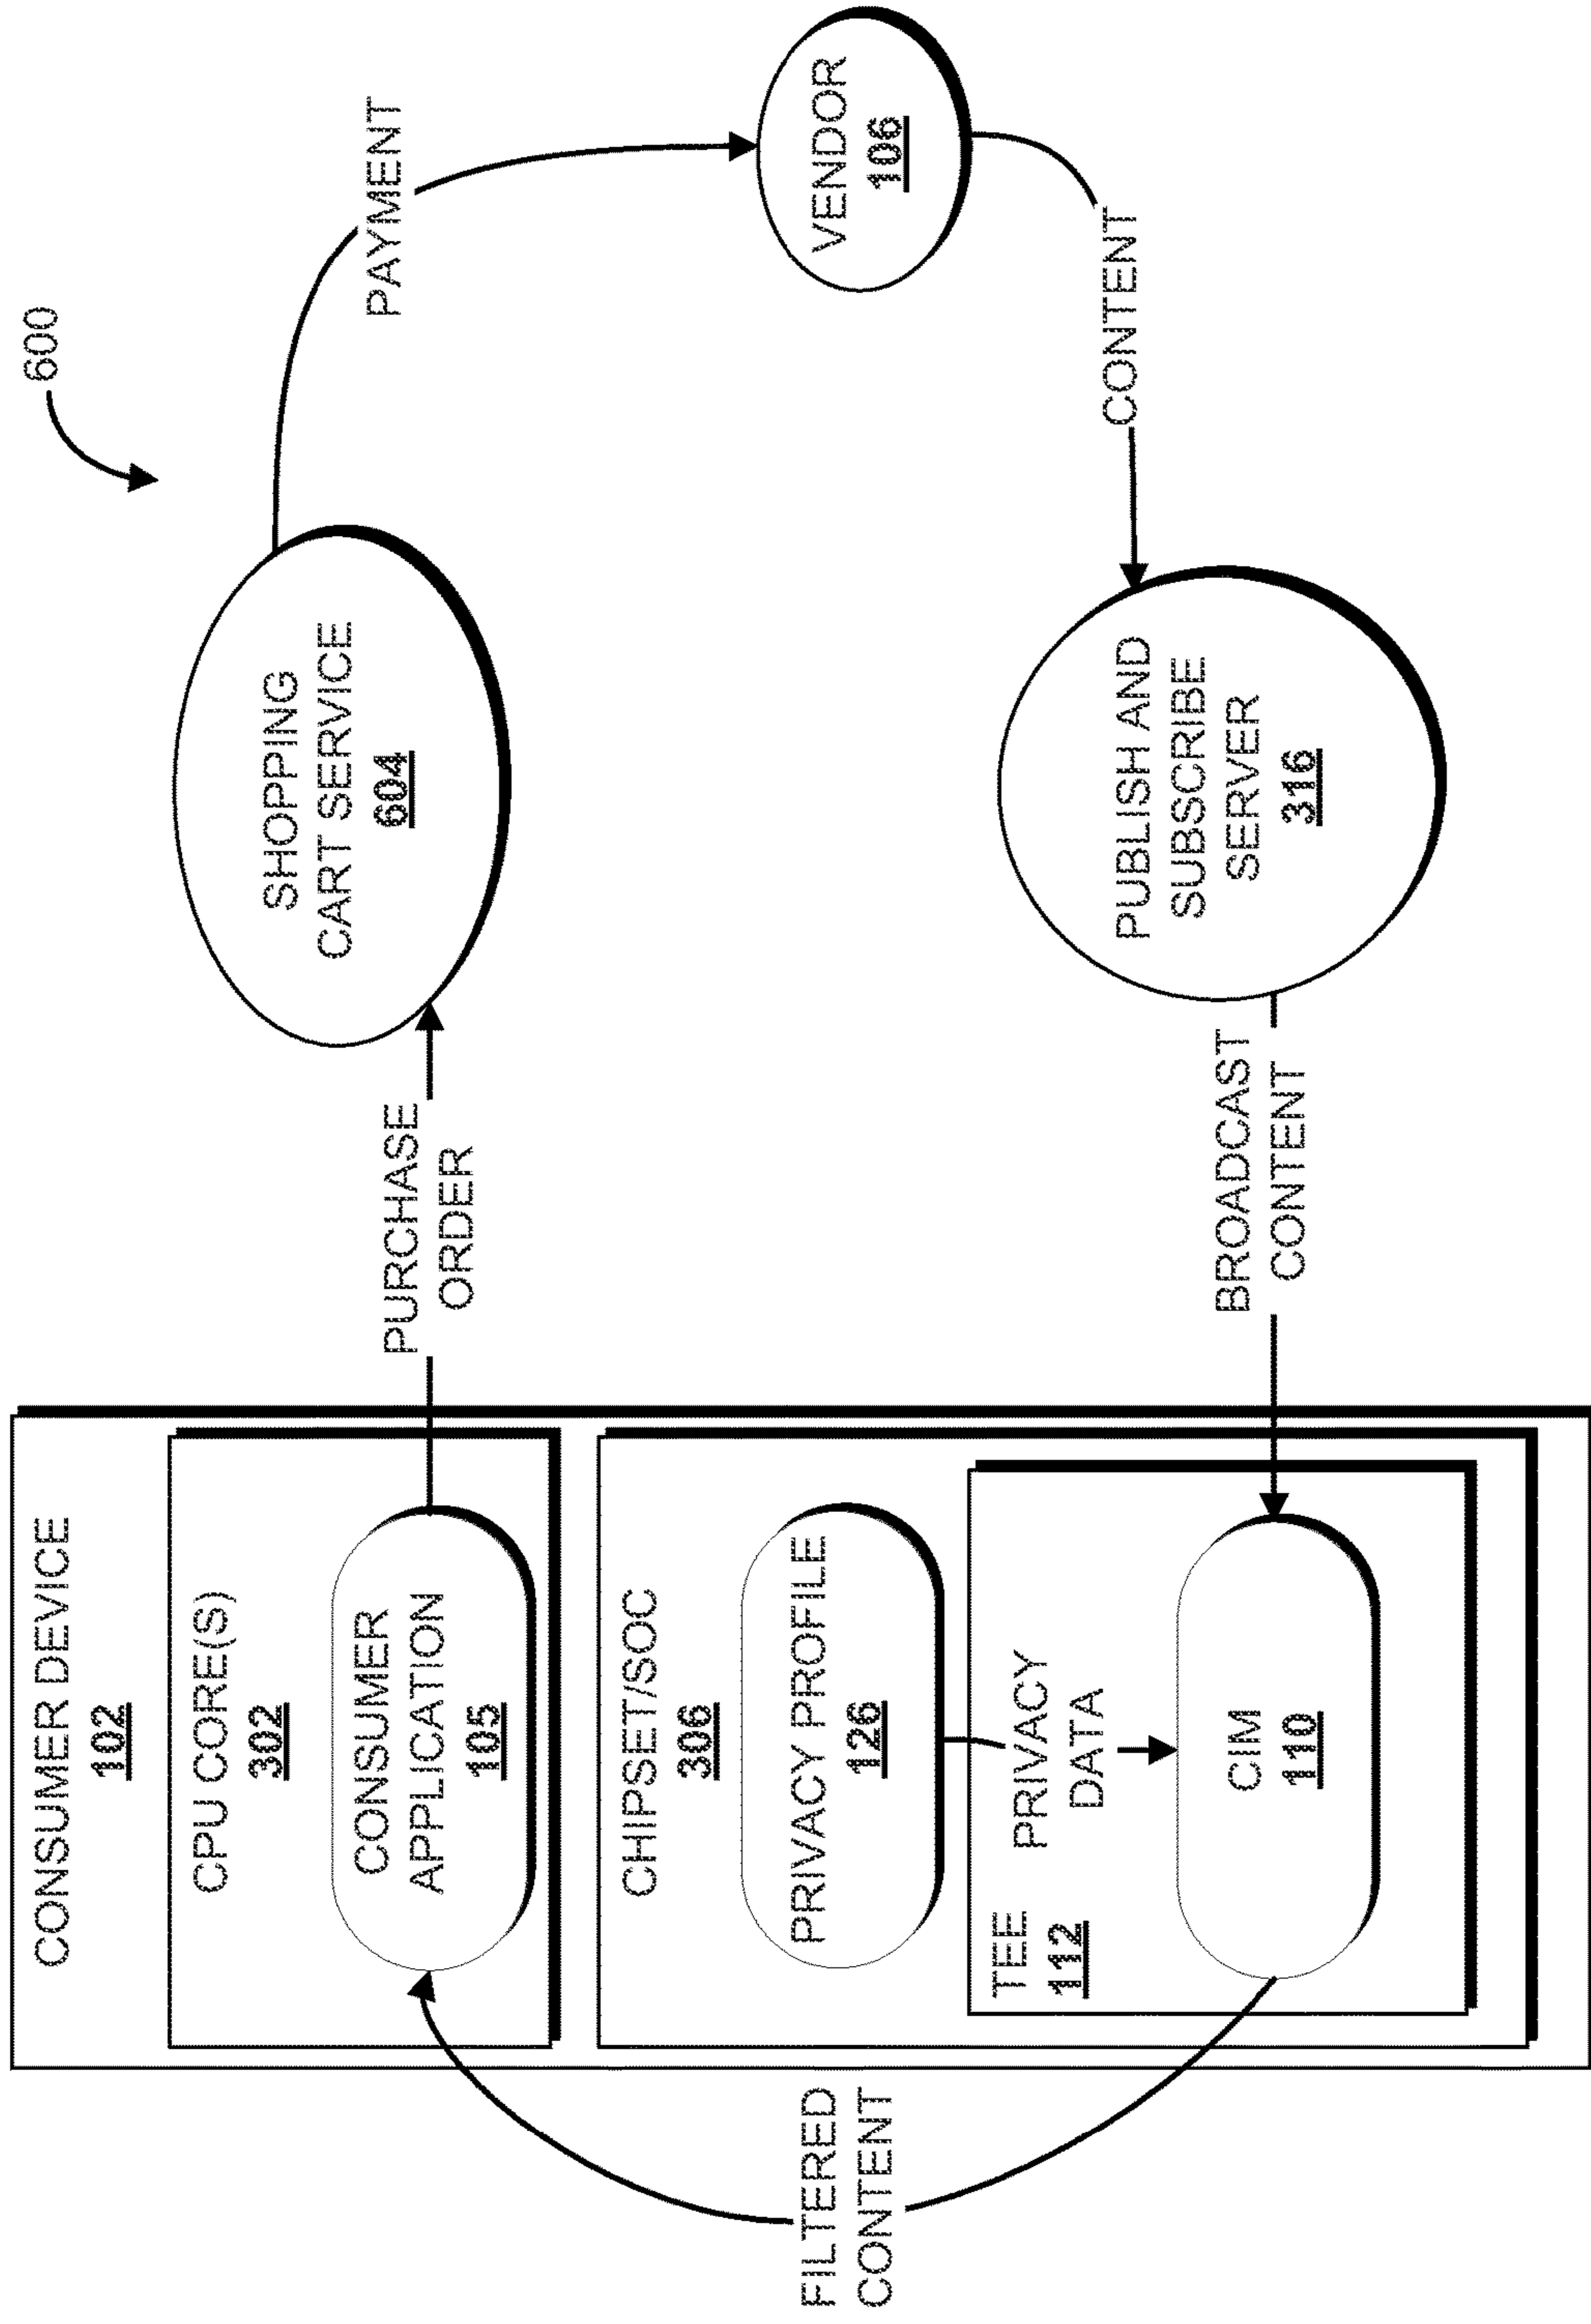 600
CONSUMER DEVICE
102
CPU CORE(S)
302
CONSUMER
APPLICATION
105
PURCHASE
ORDER
SHOPPING
CART SERVICE
604
PAYMENT
VENDOR
106
CONTENT
PUBLISH AND
SUBSCRIBE
SERVER
316
BROADCAST
CONTENT
CHIPSET/SOC
306
PRIVACY PROFILE
126
TEE
112
PRIVACY
DATA
CIM
110
FILTERED
CONTENT